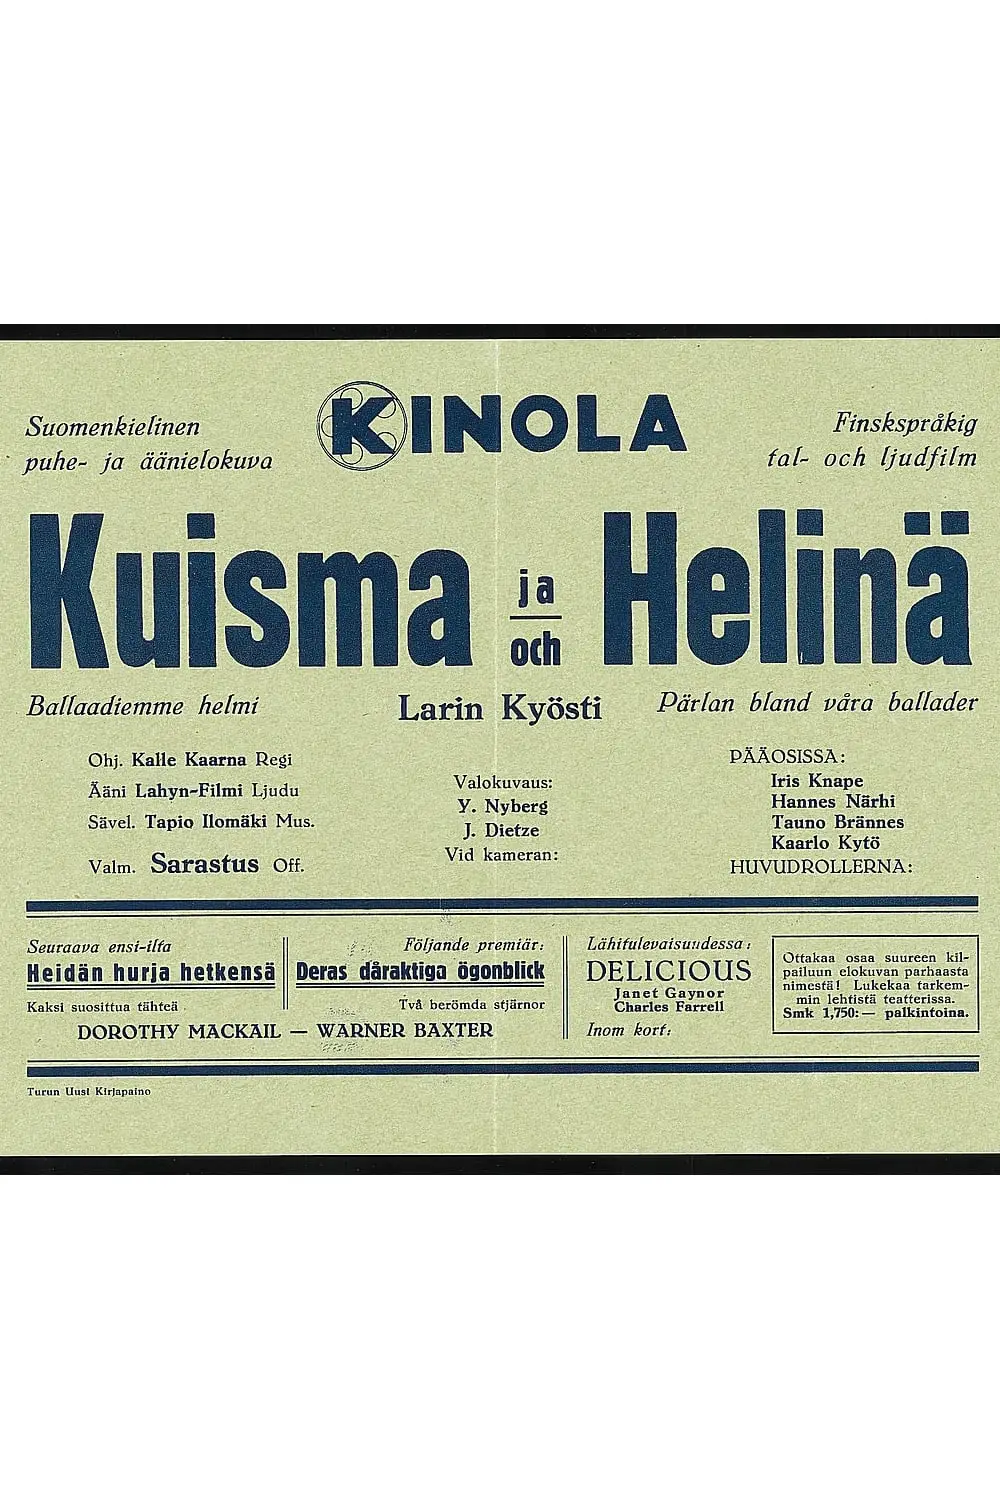 KINOLA
Suomenkielinen
puhe- ja äänielokuva
Finskspråkig
tal- och ljudfilm
Kuisma ja Helinä
och
Ballaadiemme helmi
Larin Kyösti
Pärlan bland våra ballader
Ohj. Kalle Kaarna Regi
Ääni Lahyn-Filmi Ljudu
Sävel. Tapio Ilomäki Mus.
Valm. Sarastus Off.
Valokuvaus:
Y. Nyberg
J. Dietze
Vid kameran:
PÄÄOSISSA:
Iris Knape
Hannes Närhi
Tauno Brännes
Kaarlo Kytö
HUVUDROLLERNA:
Seuraava ensi-ilta
Heidän hurja hetkensä
Kaksi suosittua tähteä
Följande premiär:
Deras dåraktiga ögonblick
Två berömda stjärnor
DOROTHY MACKAIL — WARNER BAXTER
Lähitulevaisuudessa:
DELICIOUS
Janet Gaynor
Charles Farrell
Inom kort:
Ottakaa osaa suureen kil-
pailuun elokuvan parhaasta
nimestä! Lukekaa tarkem-
min lehtistä teatterissa.
Smk 1,750:— palkintoina.
Turun Uusi Kirjapaino